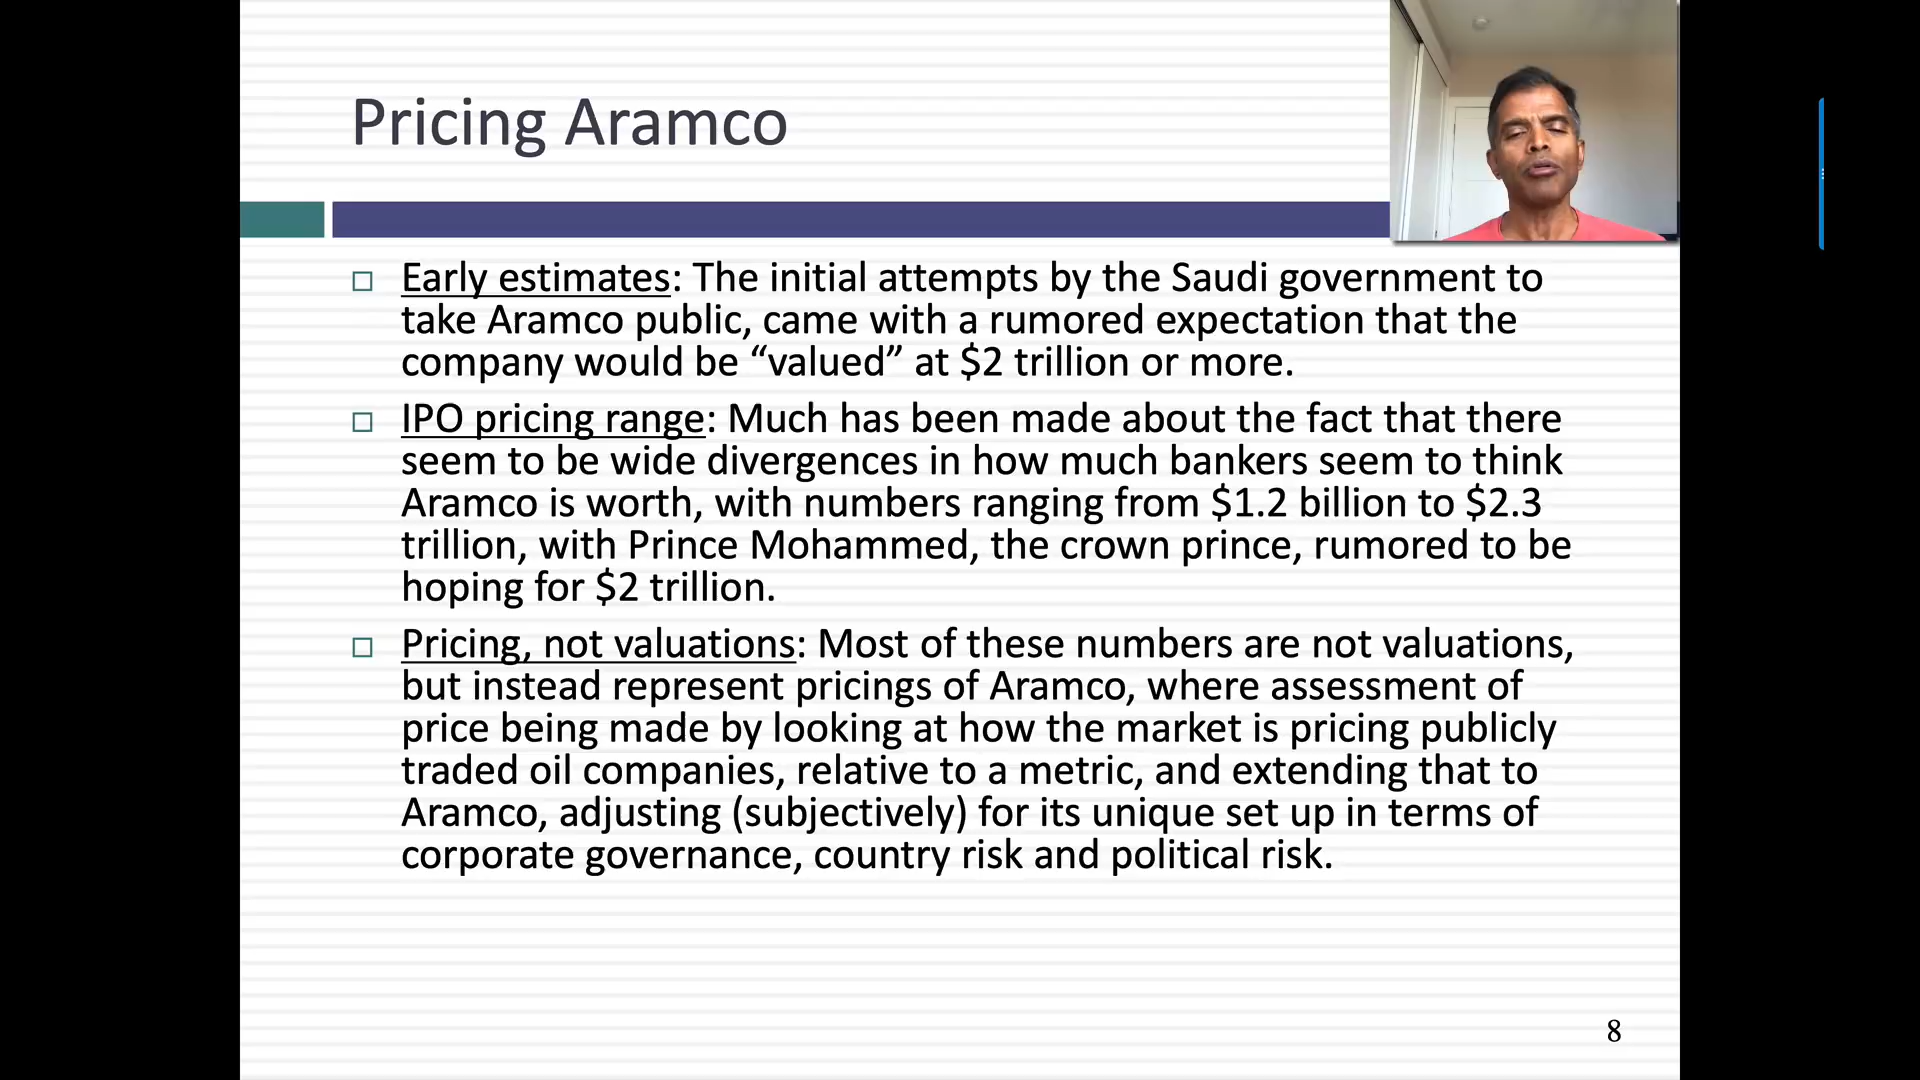 Pricing Aramco
Early estimates: The initial attempts by the Saudi government to
take Aramco public, came with a rumored expectation that the
company would be “valued” at $2 trillion or more.
IPO pricing range: Much has been made about the fact that there
seem to be wide divergences in how much bankers seem to think
Aramco is worth, with numbers ranging from $1.2 billion to $2.3
trillion, with Prince Mohammed, the crown prince, rumored to be
hoping for $2 trillion.
Pricing, not valuations: Most of these numbers are not valuations,
but instead represent pricings of Aramco, where assessment of
price being made by looking at how the market is pricing publicly
traded oil companies, relative to a metric, and extending that to
Aramco, adjusting (subjectively) for its unique set up in terms of
corporate governance, country risk and political risk.
8